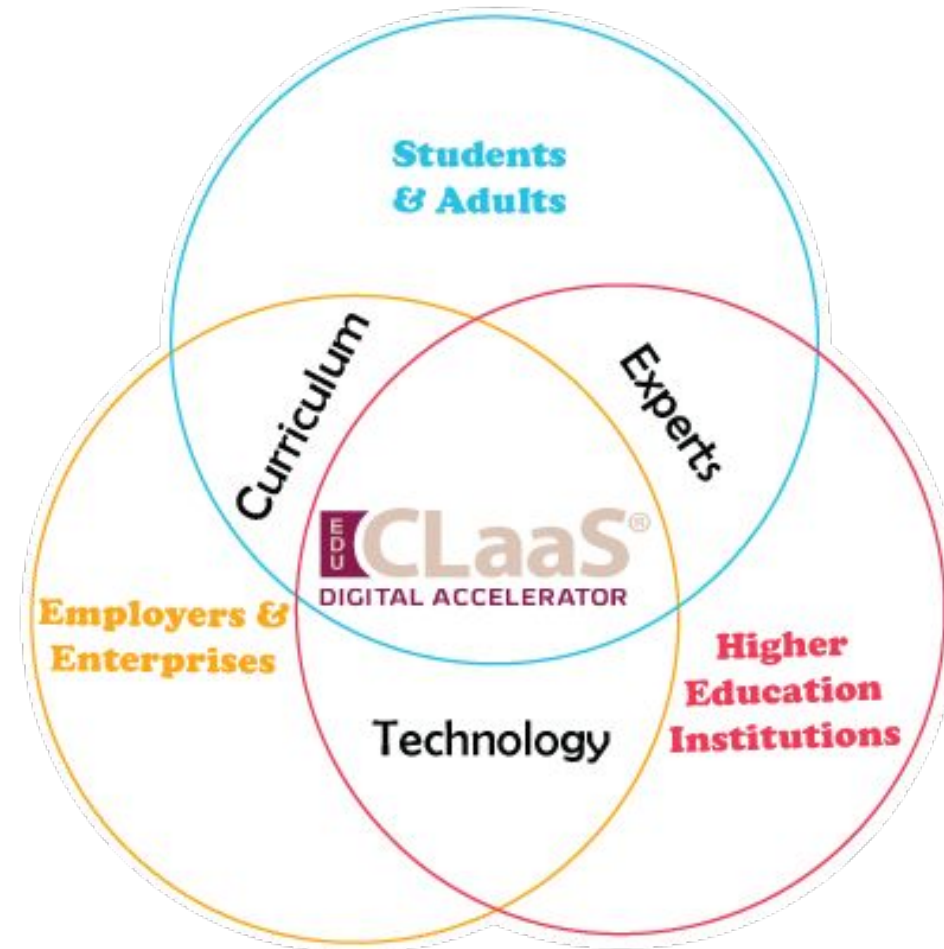 Students
& Adults
Curriculum
Experts
EDU CLaaS®
DIGITAL ACCELERATOR
Employers &
Enterprises
Higher
Education
Institutions
Technology